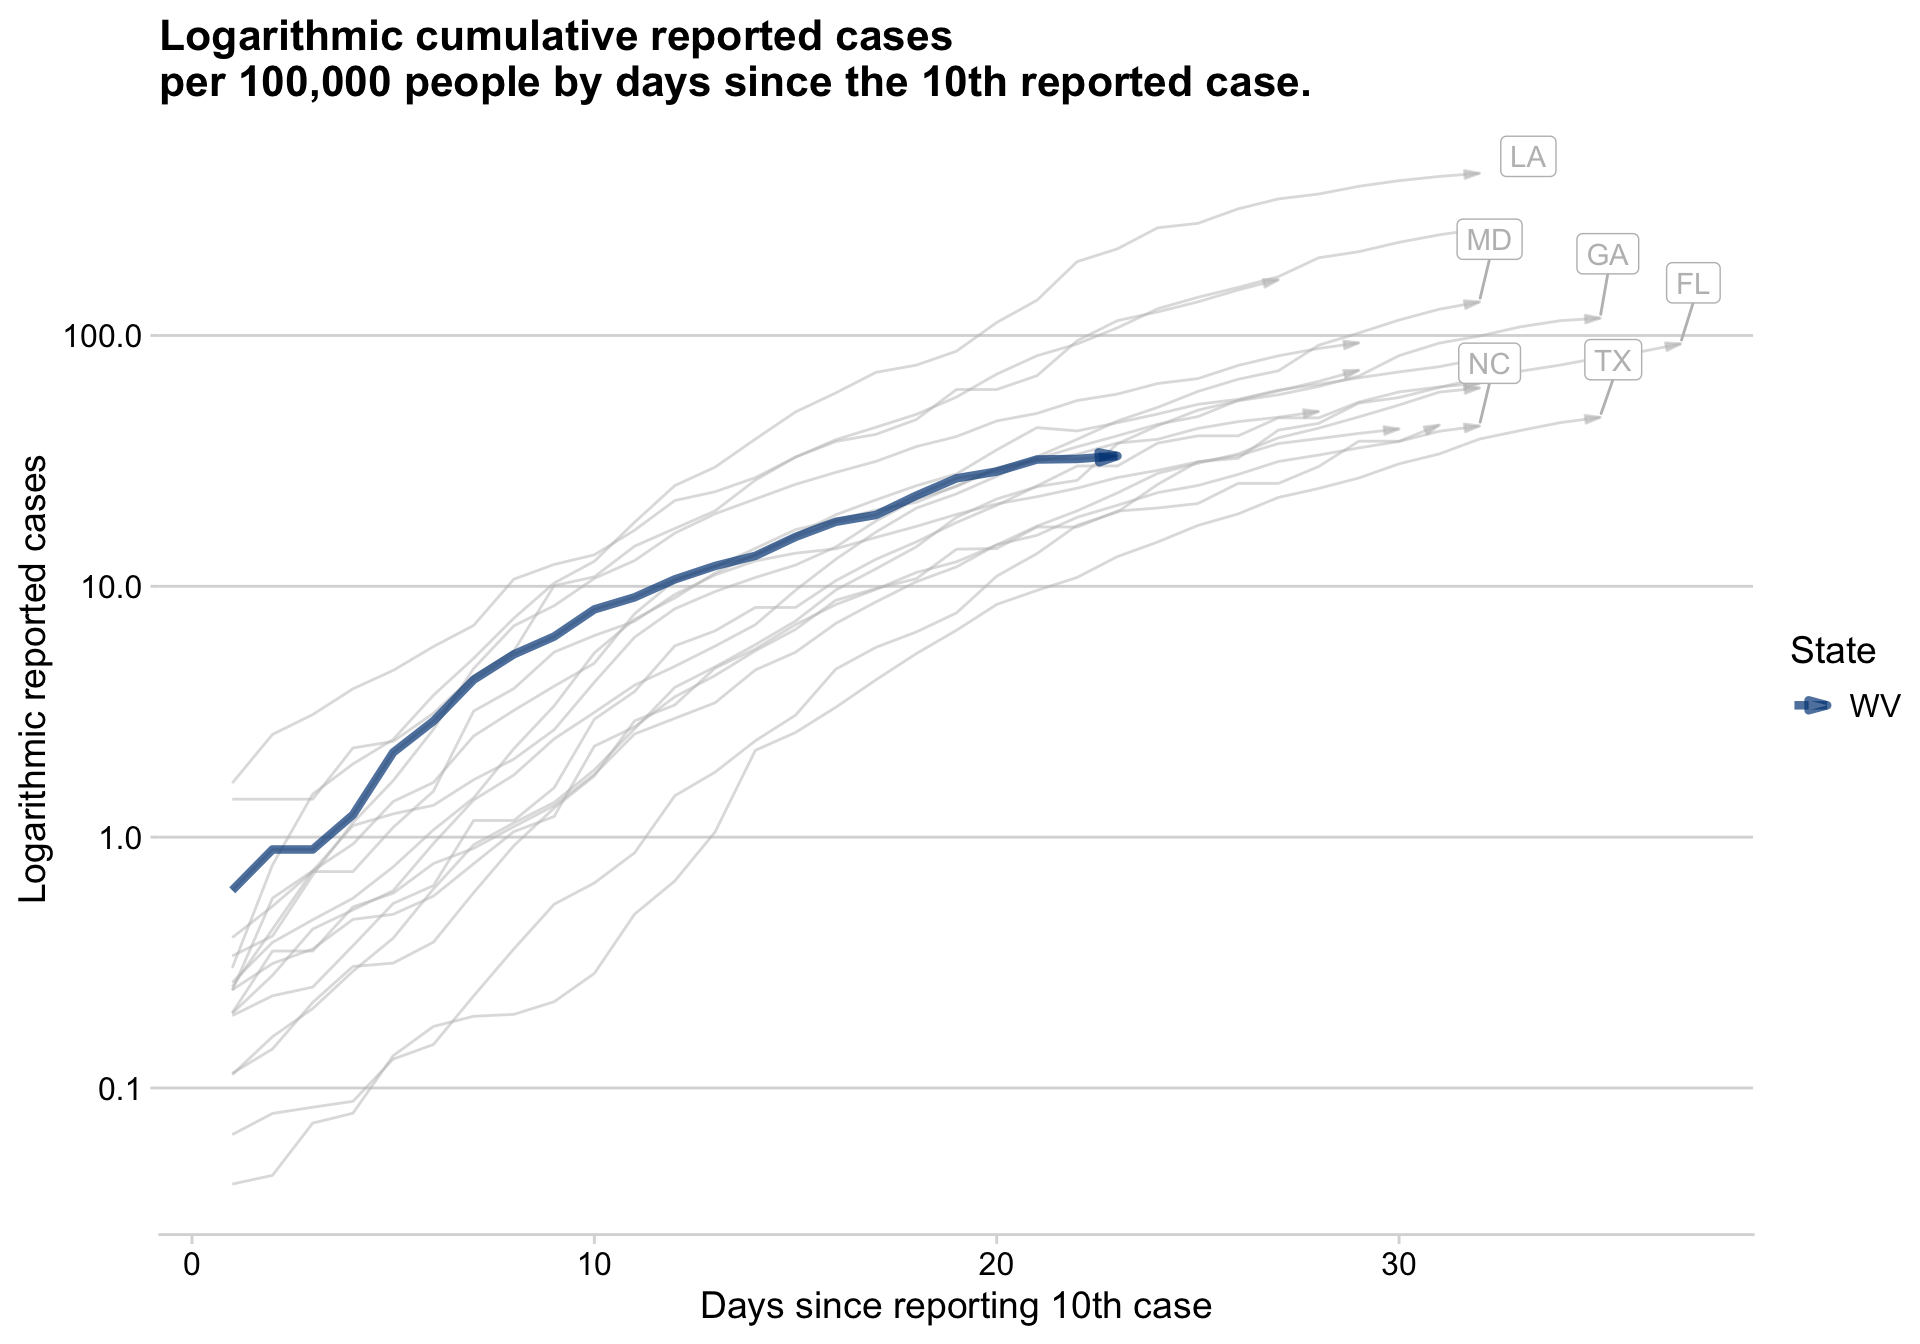 Logarithmic cumulative reported cases
per 100,000 people by days since the 10th reported case.
LA
MD
GA
FL
NC
TX
100.0
10.0
1.0
0.1
Logarithmic reported cases
State
WV
0
10
20
30
Days since reporting 10th case